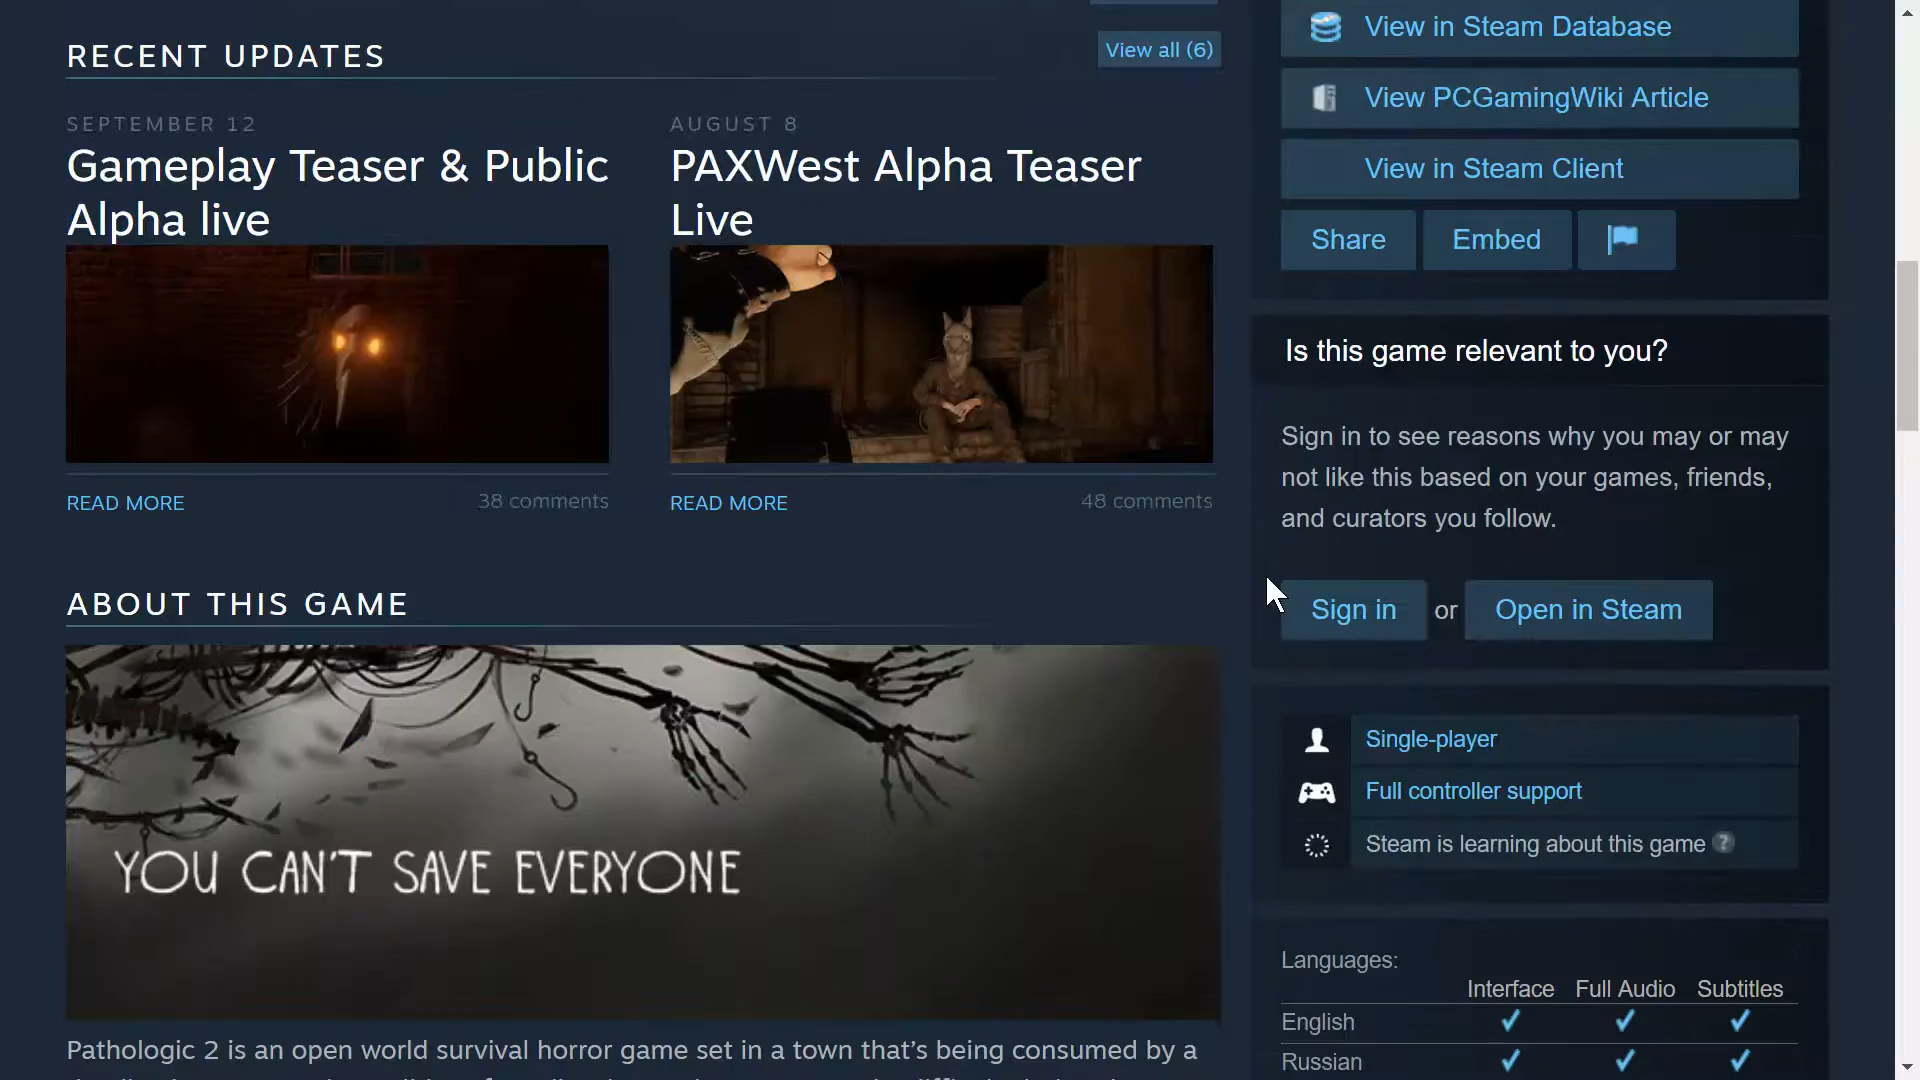 RECENT UPDATES
View all (6)
SEPTEMBER 12
Gameplay Teaser & Public
Alpha live
READ MORE
38 comments
AUGUST 8
PAXWest Alpha Teaser
Live
READ MORE
48 comments
ABOUT THIS GAME
YOU CAN'T SAVE EVERYONE
Pathologic 2 is an open world survival horror game set in a town that's being consumed by a
View in Steam Database
View PCGamingWiki Article
View in Steam Client
Share
Embed
Is this game relevant to you?
Sign in to see reasons why you may or may
not like this based on your games, friends,
and curators you follow.
Sign in or Open in Steam
Single-player
Full controller support
Steam is learning about this game ?
Languages:
Interface Full Audio Subtitles
English ✓ ✓ ✓
Russian ✓ ✓ ✓